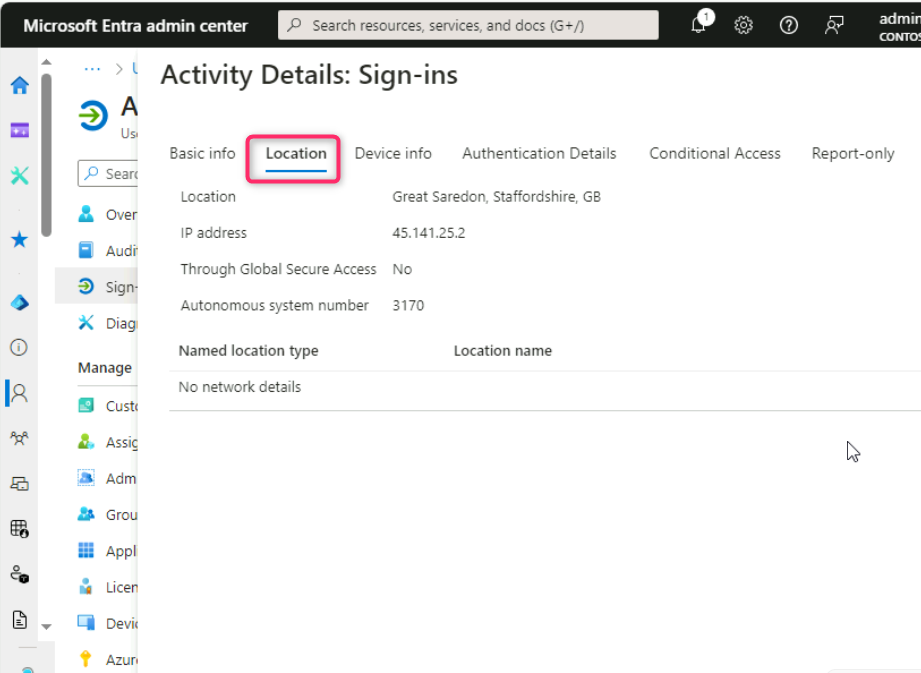 Microsoft Entra admin center
Search resources, services, and docs (G+/)
1
admin
CONTOS
Activity Details: Sign-ins
Basic info
Location
Device info
Authentication Details
Conditional Access
Report-only
Location Great Saredon, Staffordshire, GB
IP address 45.141.25.2
Through Global Secure Access No
Autonomous system number 3170
Named location type Location name
No network details
A
Use
Searc
Over
Audi
Sign-
Diag
Manage
Custo
Assig
Adm
Grou
Appl
Licen
Devic
Azure